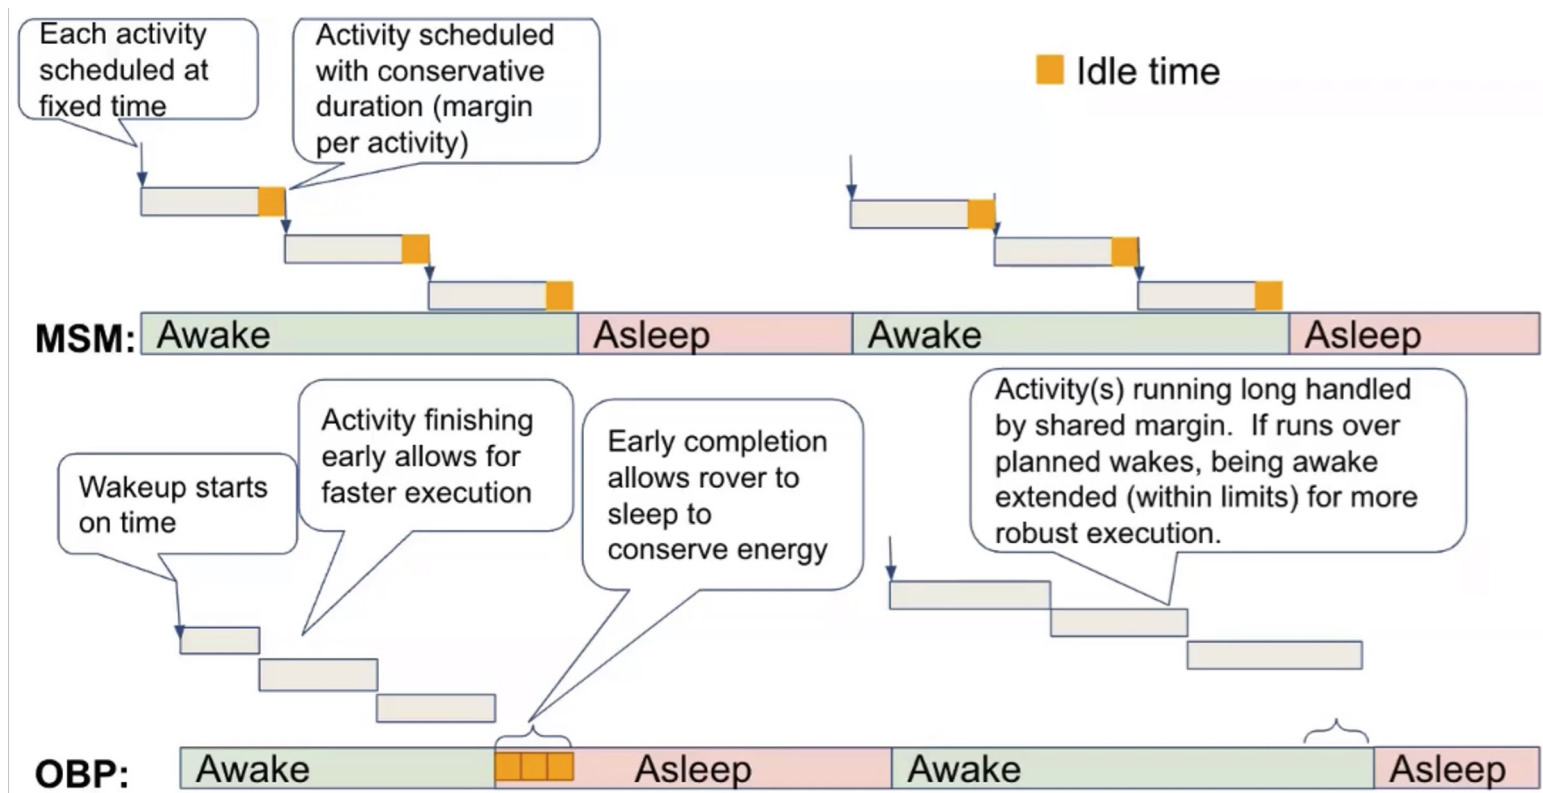 Each activity
scheduled at
fixed time
Activity scheduled
with conservative
duration (margin
per activity)
Idle time
MSM:
Awake
Asleep
Awake
Asleep
Wakeup starts
on time
Activity finishing
early allows for
faster execution
Early completion
allows rover to
sleep to
conserve energy
Activity(s) running long handled
by shared margin.  If runs over
planned wakes, being awake
extended (within limits) for more
robust execution.
OBP:
Awake
Asleep
Awake
Asleep